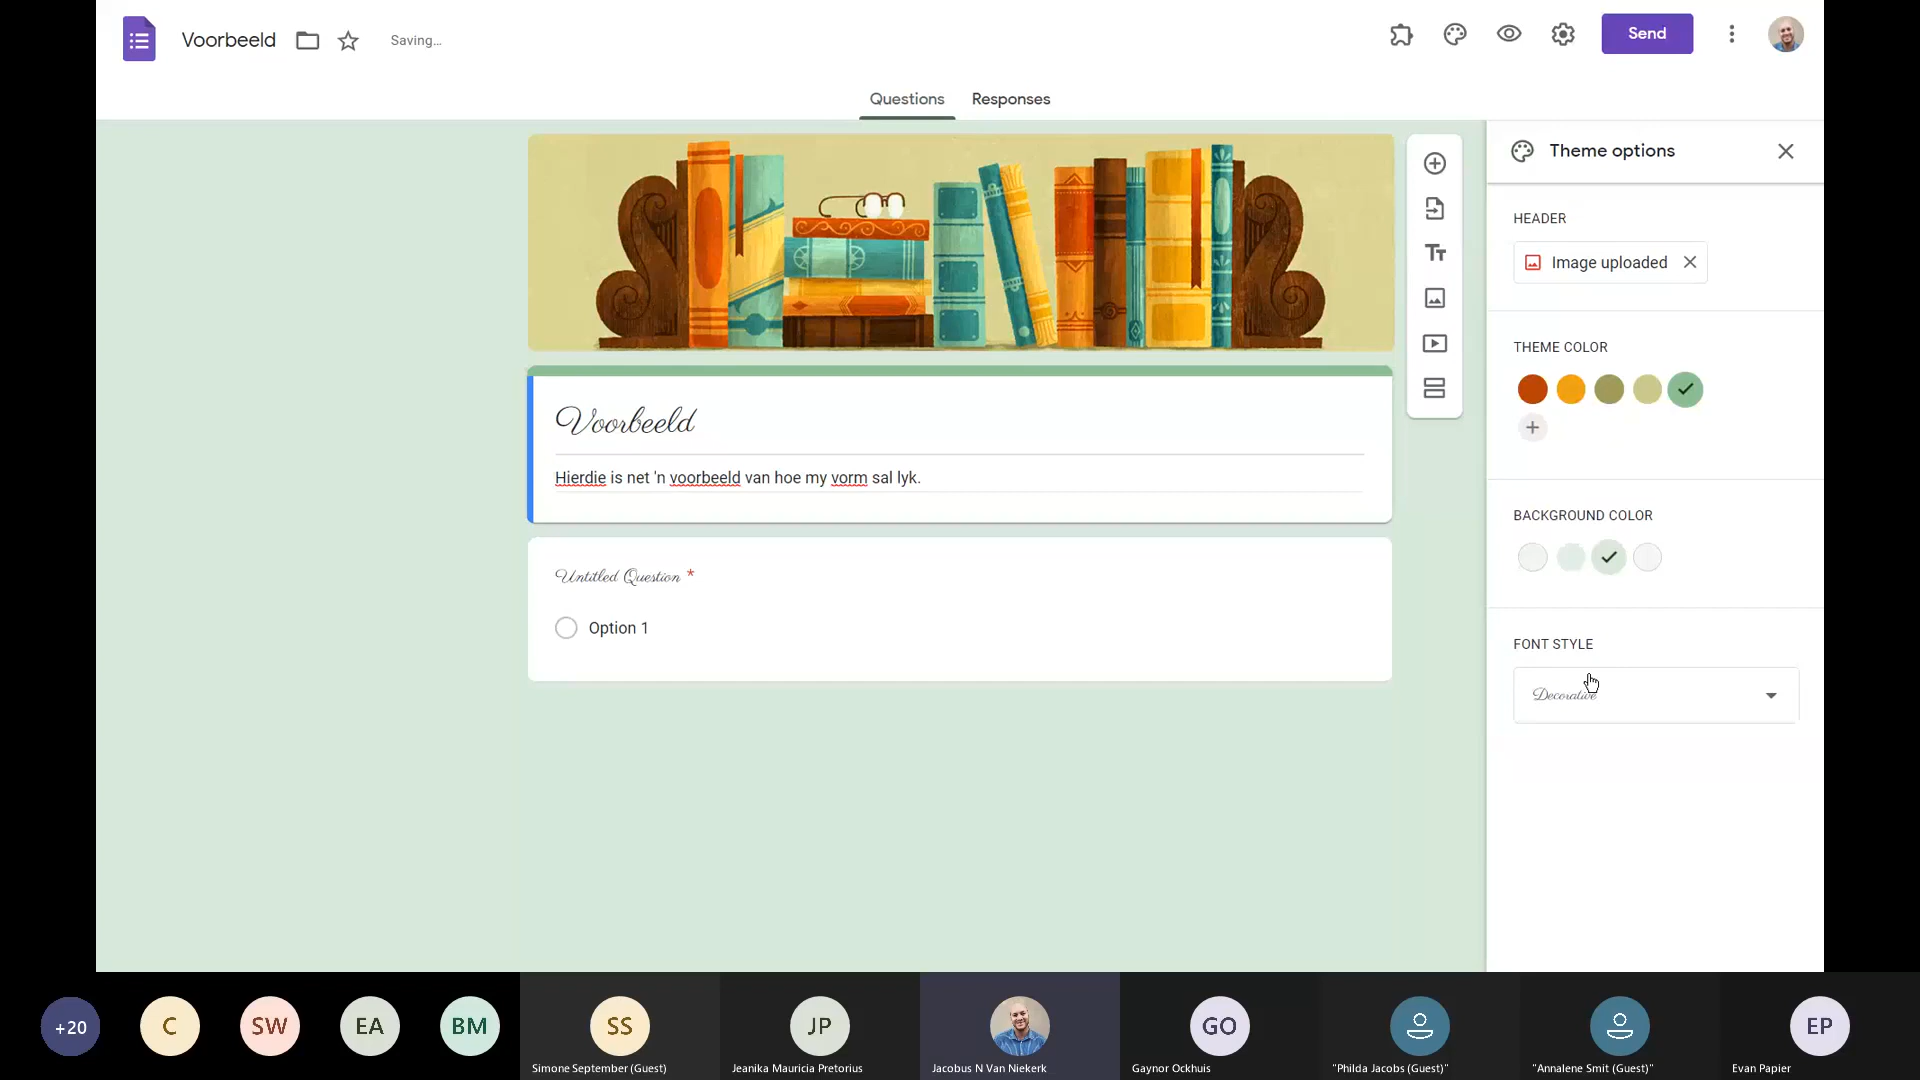 Voorbeeld
Saving...
Send
Questions
Responses
Theme options
HEADER
Image uploaded
THEME COLOR
BACKGROUND COLOR
FONT STYLE
Decorative
Voorbeeld
Hierdie is net 'n voorbeeld van hoe my vorm sal lyk.
Untitled Question *
Option 1
+20
C
SW
EA
BM
SS
JP
GO
EP
Simone September (Guest)
Jeanika Mauricia Pretorius
Jacobus N Van Niekerk
Gaynor Ockhuis
"Philda Jacobs (Guest)"
"Annalene Smit (Guest)"
Evan Papier